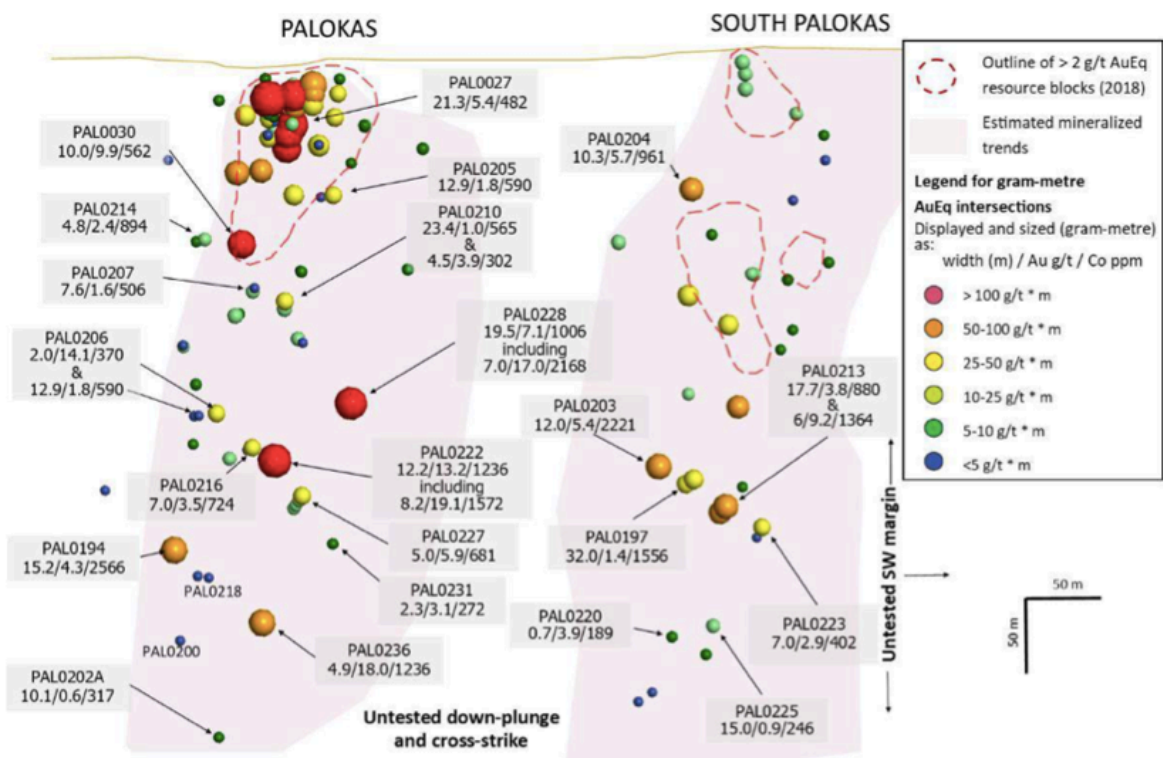 PALOKAS
SOUTH PALOKAS
PAL0027
21.3/5.4/482
PAL0030
10.0/9.9/562
PAL0205
12.9/1.8/590
PAL0214
4.8/2.4/894
PAL0210
23.4/1.0/565
&
4.5/3.9/302
PAL0207
7.6/1.6/506
PAL0228
19.5/7.1/1006
including
7.0/17.0/2168
PAL0206
2.0/14.1/370
&
12.9/1.8/590
PAL0222
12.2/13.2/1236
including
8.2/19.1/1572
PAL0216
7.0/3.5/724
PAL0227
5.0/5.9/681
PAL0194
15.2/4.3/2566
PAL0218
PAL0231
2.3/3.1/272
PAL0200
PAL0236
4.9/18.0/1236
PAL0202A
10.1/0.6/317
Untested down-plunge
and cross-strike
PAL0204
10.3/5.7/961
PAL0213
17.7/3.8/880
&
6/9.2/1364
PAL0203
12.0/5.4/2221
PAL0197
32.0/1.4/1556
PAL0220
0.7/3.9/189
PAL0223
7.0/2.9/402
PAL0225
15.0/0.9/246
Untested SW margin
Outline of > 2 g/t AuEq
resource blocks (2018)
Estimated mineralized
trends
Legend for gram-metre
AuEq intersections
Displayed and sized (gram-metre)
as:
width (m) / Au g/t / Co ppm
> 100 g/t * m
50-100 g/t * m
25-50 g/t * m
10-25 g/t * m
5-10 g/t * m
<5 g/t * m
50 m
50 m